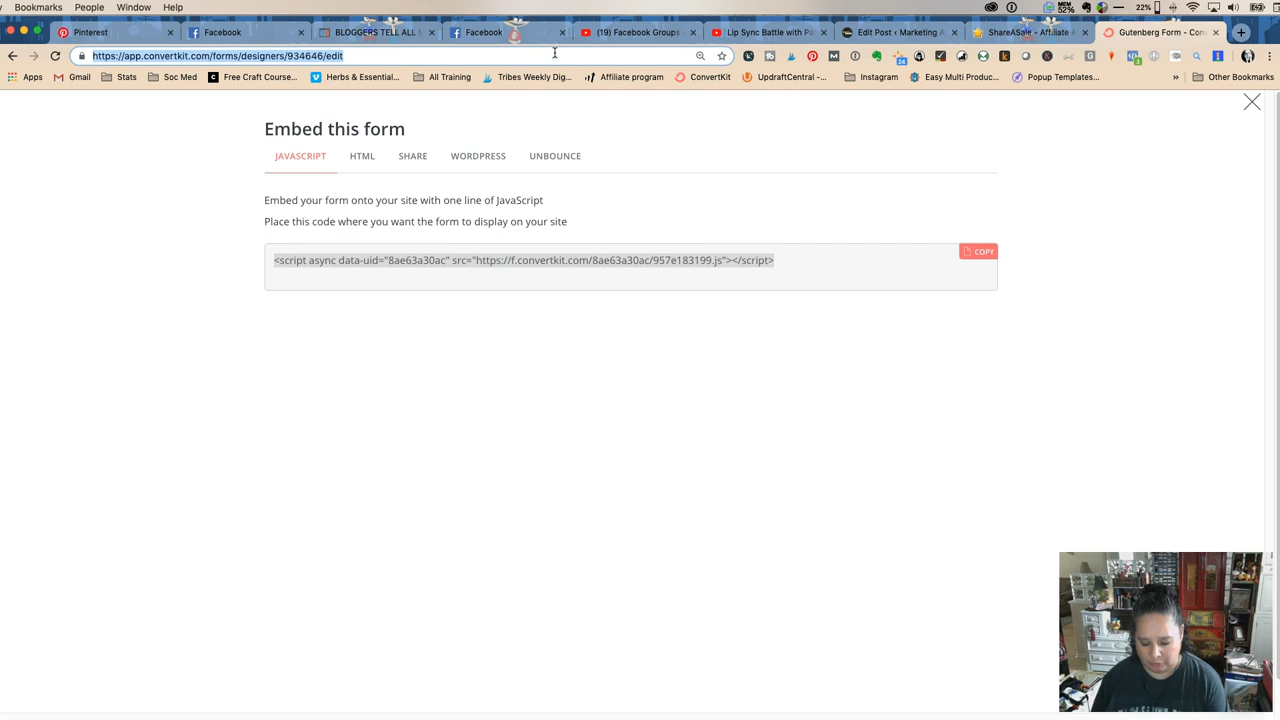 Bookmarks People Window Help
22%
Pinterest
Facebook
BLOGGERS TELL ALL
Facebook
(19) Facebook Groups
Lip Sync Battle with Pa
Edit Post ‹ Marketing A
ShareASale - Affiliate A
Gutenberg Form - Con
https://app.convertkit.com/forms/designers/934646/edit
Apps
Gmail
Stats
Soc Med
Free Craft Course...
Herbs & Essential...
All Training
Tribes Weekly Dig...
Affiliate program
ConvertKit
UpdraftCentral -
Instagram
Easy Multi Produc...
Popup Templates...
»
Other Bookmarks
Embed this form
JAVASCRIPT HTML SHARE WORDPRESS UNBOUNCE
Embed your form onto your site with one line of JavaScript
Place this code where you want the form to display on your site
COPY
<script async data-uid="8ae63a30ac" src="https://f.convertkit.com/8ae63a30ac/957e183199.js"></script>